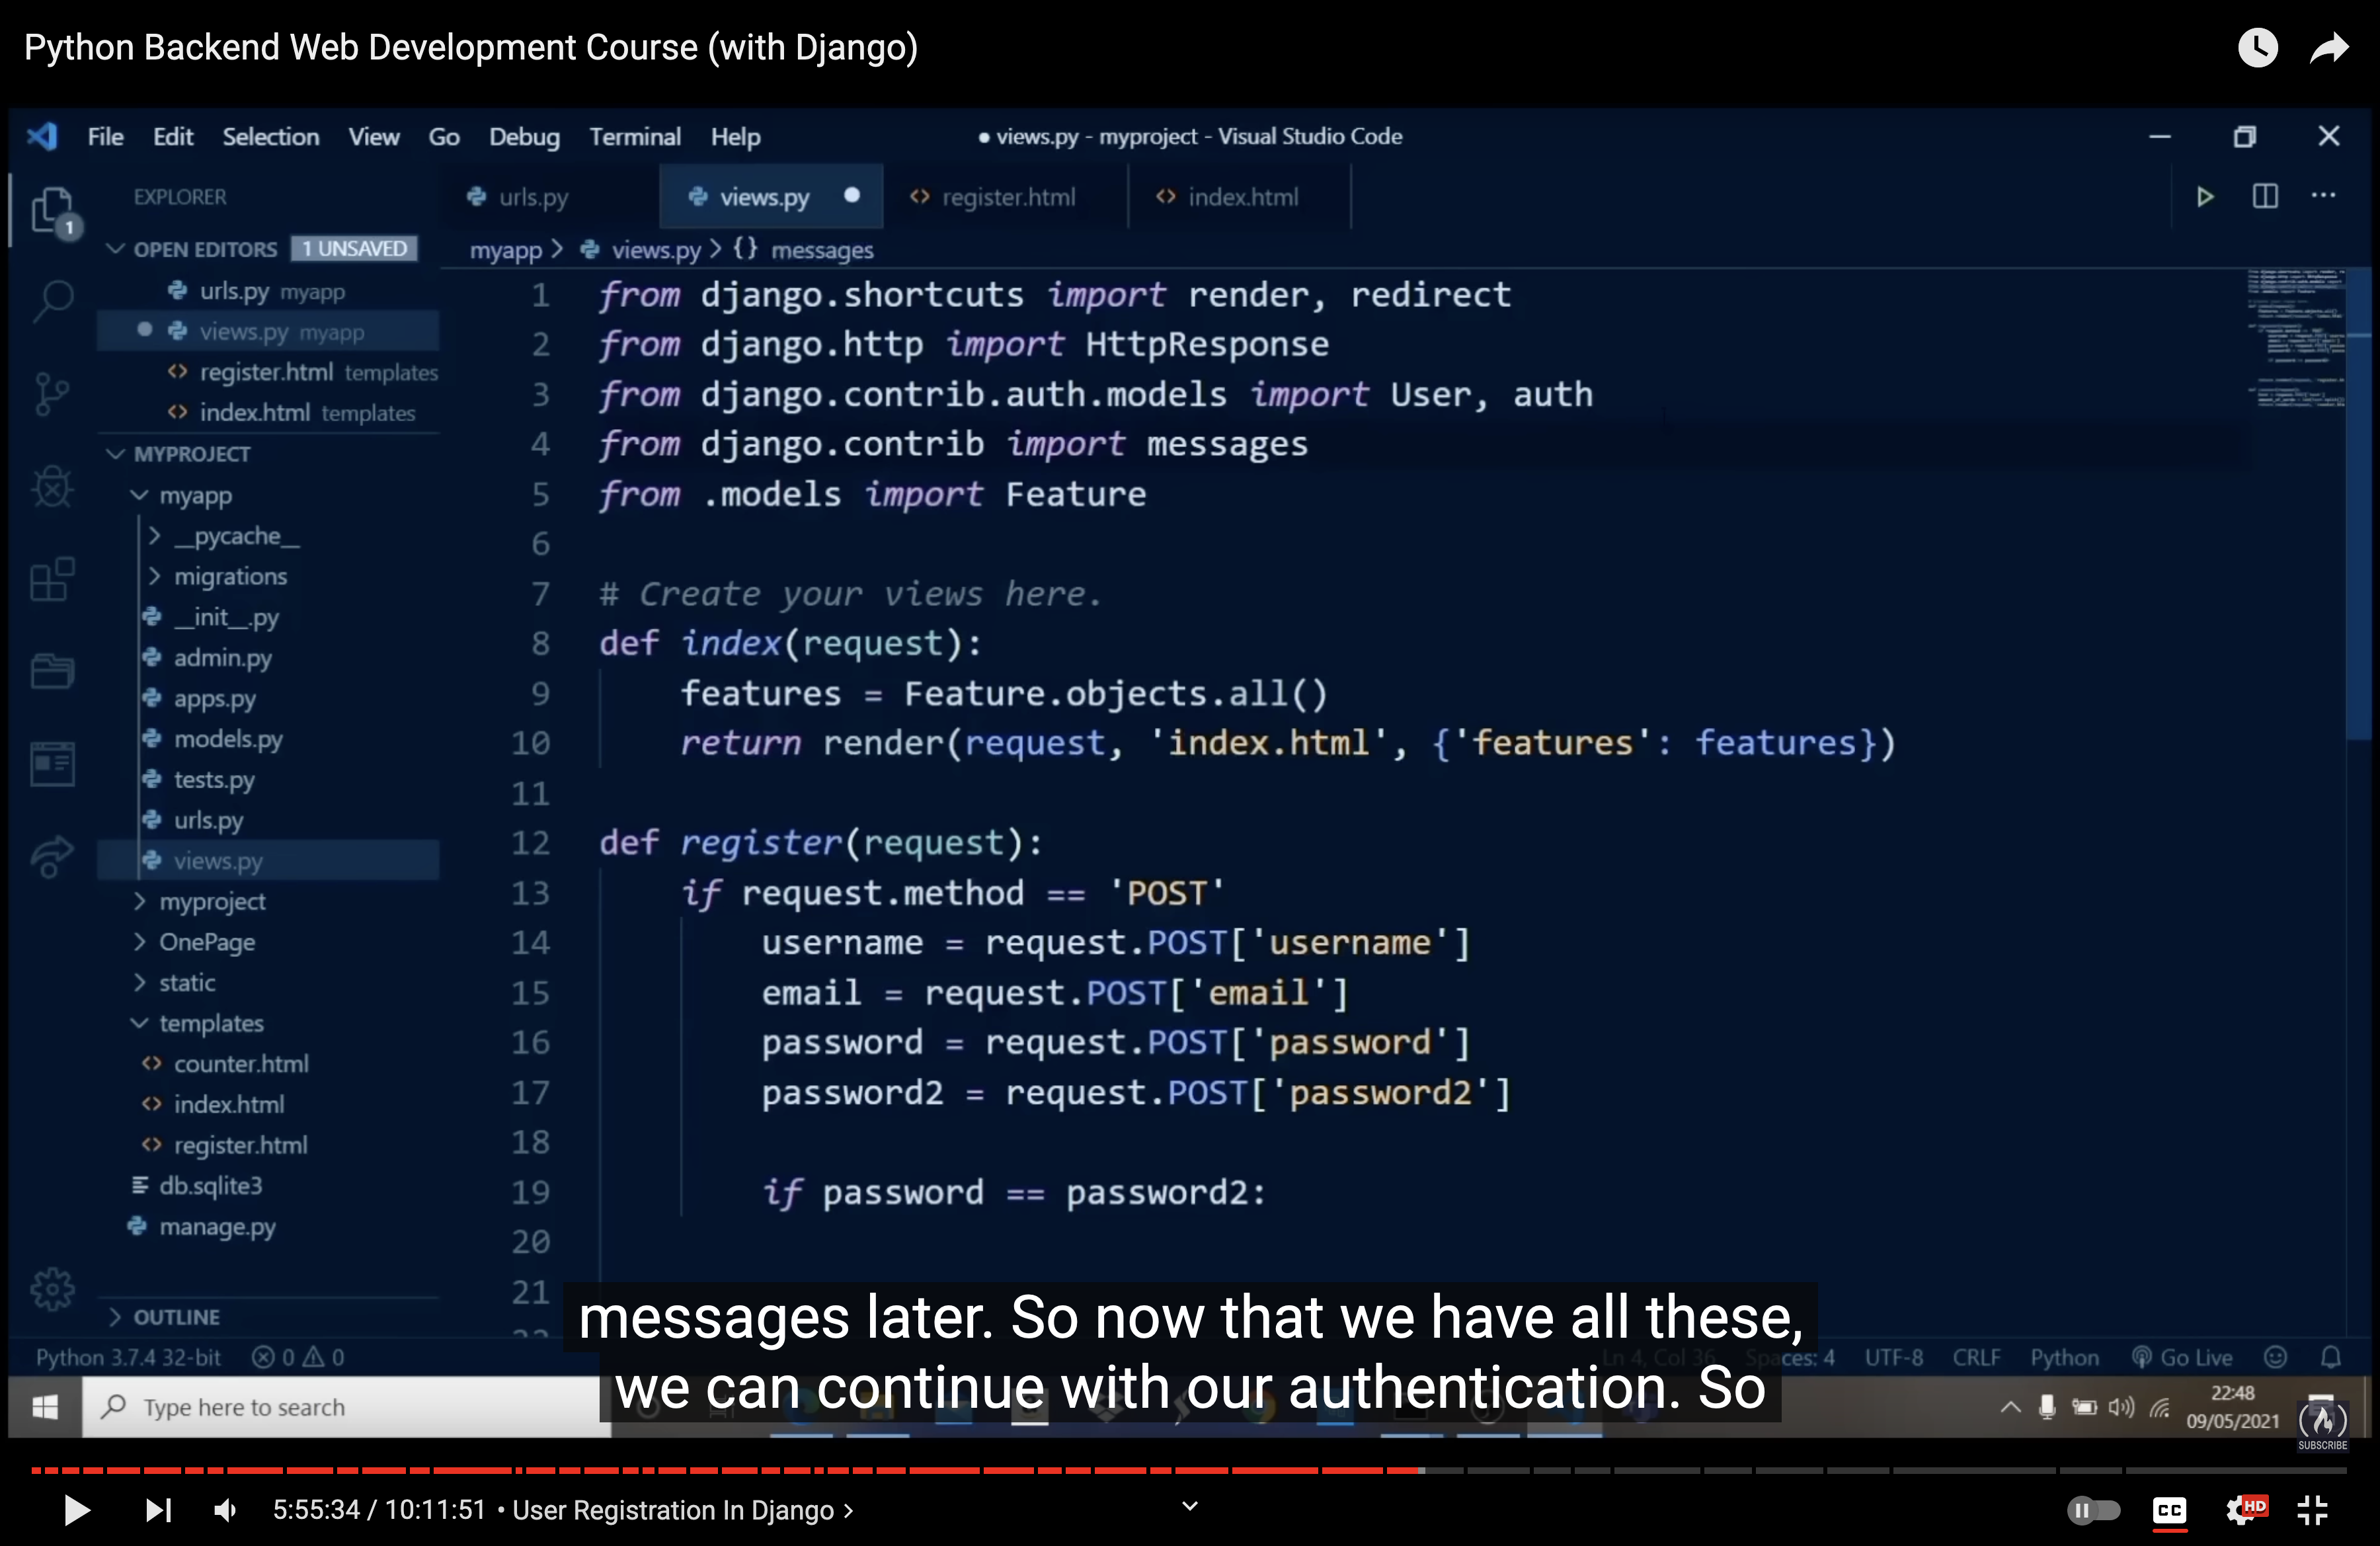 Python Backend Web Development Course (with Django)
File Edit Selection View Go Debug Terminal Help
● views.py - myproject - Visual Studio Code
EXPLORER
urls.py
views.py
register.html
index.html
OPEN EDITORS 1 UNSAVED
1
myapp > views.py > {} messages
urls.py myapp
views.py myapp
register.html templates
index.html templates
MYPROJECT
myapp
__pycache__
migrations
__init__.py
admin.py
apps.py
models.py
tests.py
urls.py
views.py
myproject
OnePage
static
templates
counter.html
index.html
register.html
db.sqlite3
manage.py
OUTLINE
1 from django.shortcuts import render, redirect
2 from django.http import HttpResponse
3 from django.contrib.auth.models import User, auth
4 from django.contrib import messages
5 from .models import Feature
6
7 # Create your views here.
8 def index(request):
9 features = Feature.objects.all()
10 return render(request, 'index.html', {'features': features})
11
12 def register(request):
13 if request.method == 'POST'
14 username = request.POST['username']
15 email = request.POST['email']
16 password = request.POST['password']
17 password2 = request.POST['password2']
18
19 if password == password2:
20
21
messages later. So now that we have all these,
we can continue with our authentication. So
Python 3.7.4 32-bit 0 0
Ln 4, Col 36 Spaces: 4 UTF-8 CRLF Python Go Live
Type here to search
22:48
09/05/2021
SUBSCRIBE
5:55:34 / 10:11:51 • User Registration In Django >
CC
HD